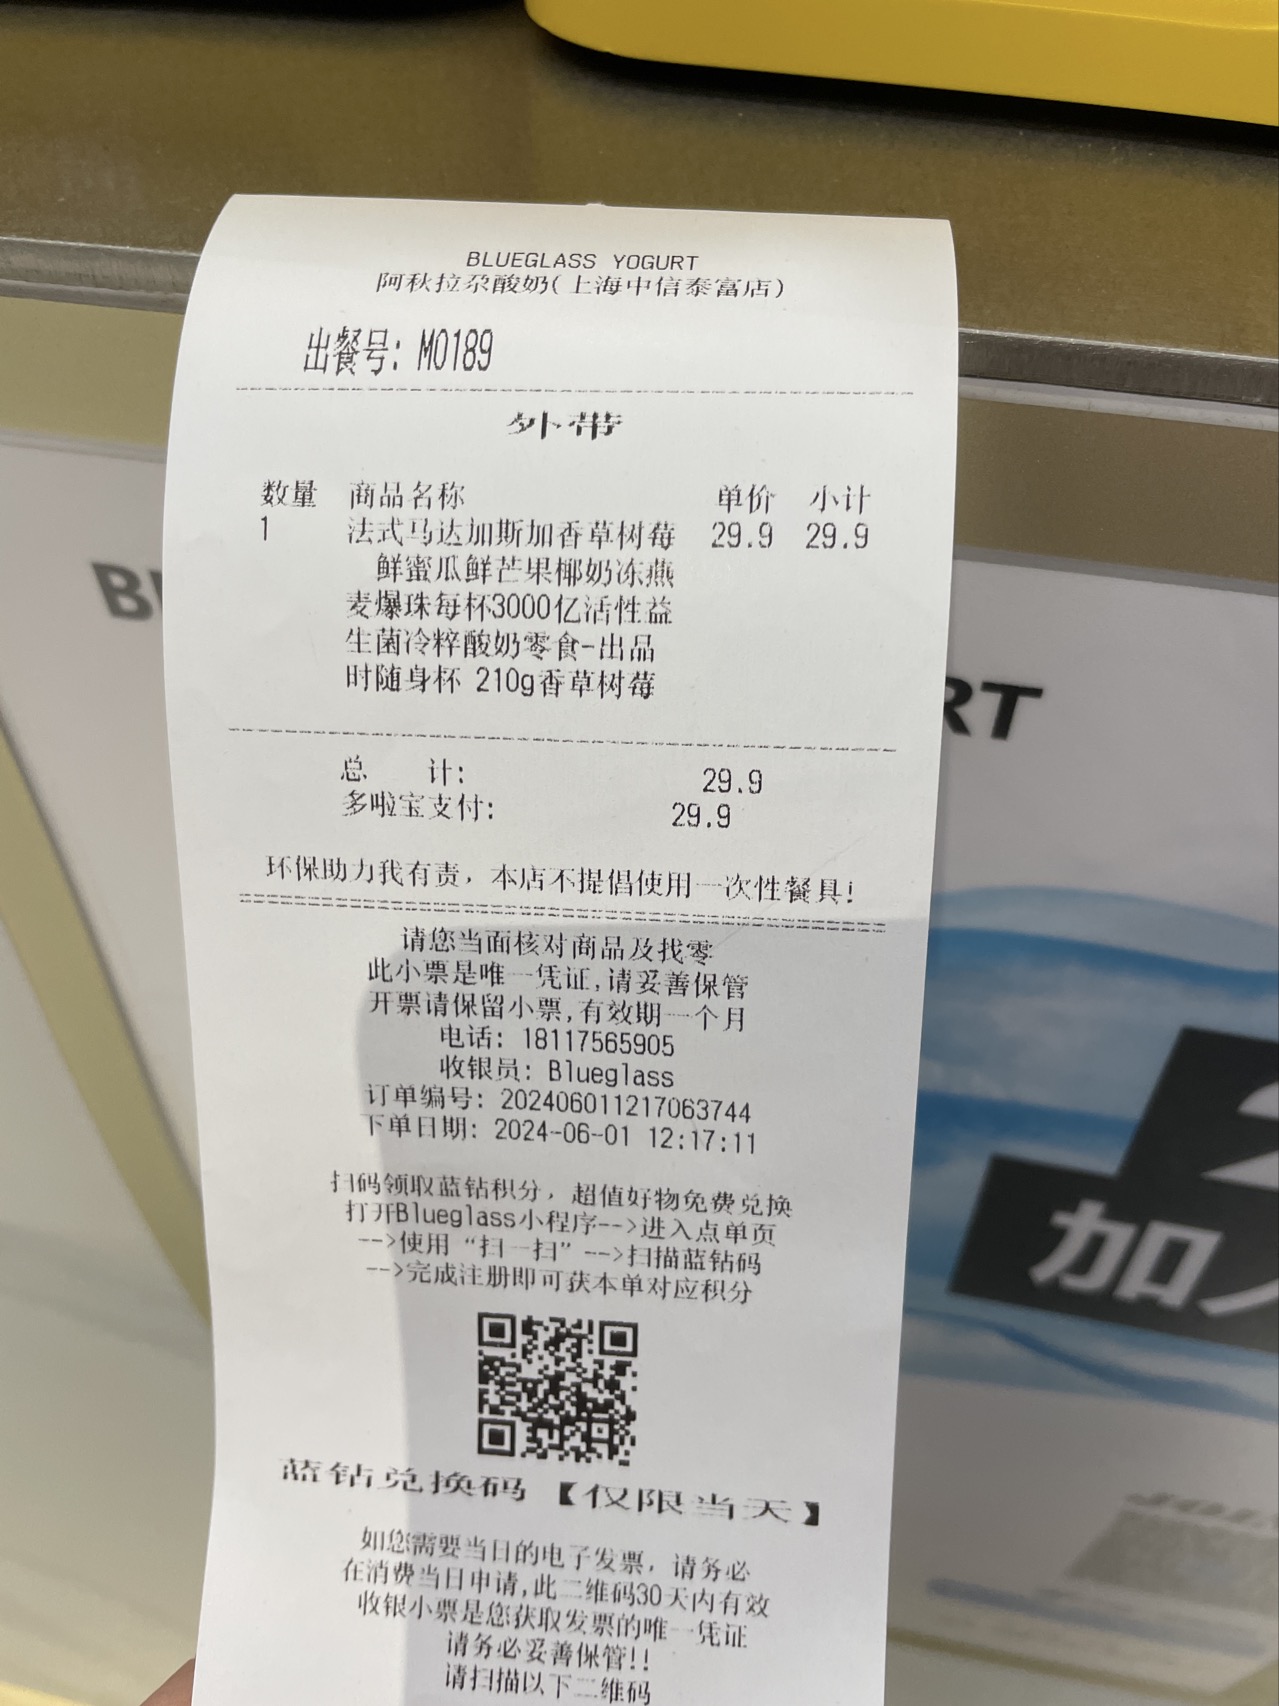 BLUEGLASS YOGURT
阿秋拉尕酸奶(上海中信泰富店)
出餐号: M0189
外带
数量 商品名称 单价 小计
1 法式马达加斯加香草树莓 29.9 29.9
鲜蜜瓜鲜芒果椰奶冻燕
麦爆珠每杯3000亿活性益
生菌冷粹酸奶零食-出品
时随身杯 210g香草树莓
总 计: 29.9
多啦宝支付: 29.9
环保助力我有责，本店不提倡使用一次性餐具!
请您当面核对商品及找零
此小票是唯一凭证,请妥善保管
开票请保留小票,有效期一个月
电话: 18117565905
收银员: Blueglass
订单编号: 202406011217063744
下单日期: 2024-06-01 12:17:11
扫码领取蓝钻积分，超值好物免费兑换
打开Blueglass小程序-->进入点单页
-->使用“扫一扫”-->扫描蓝钻码
-->完成注册即可获本单对应积分
蓝钻兑换码【仅限当天】
如您需要当日的电子发票，请务必
在消费当日申请,此二维码30天内有效
收银小票是您获取发票的唯一凭证
请务必妥善保管!!
请扫描以下二维码
RT
加